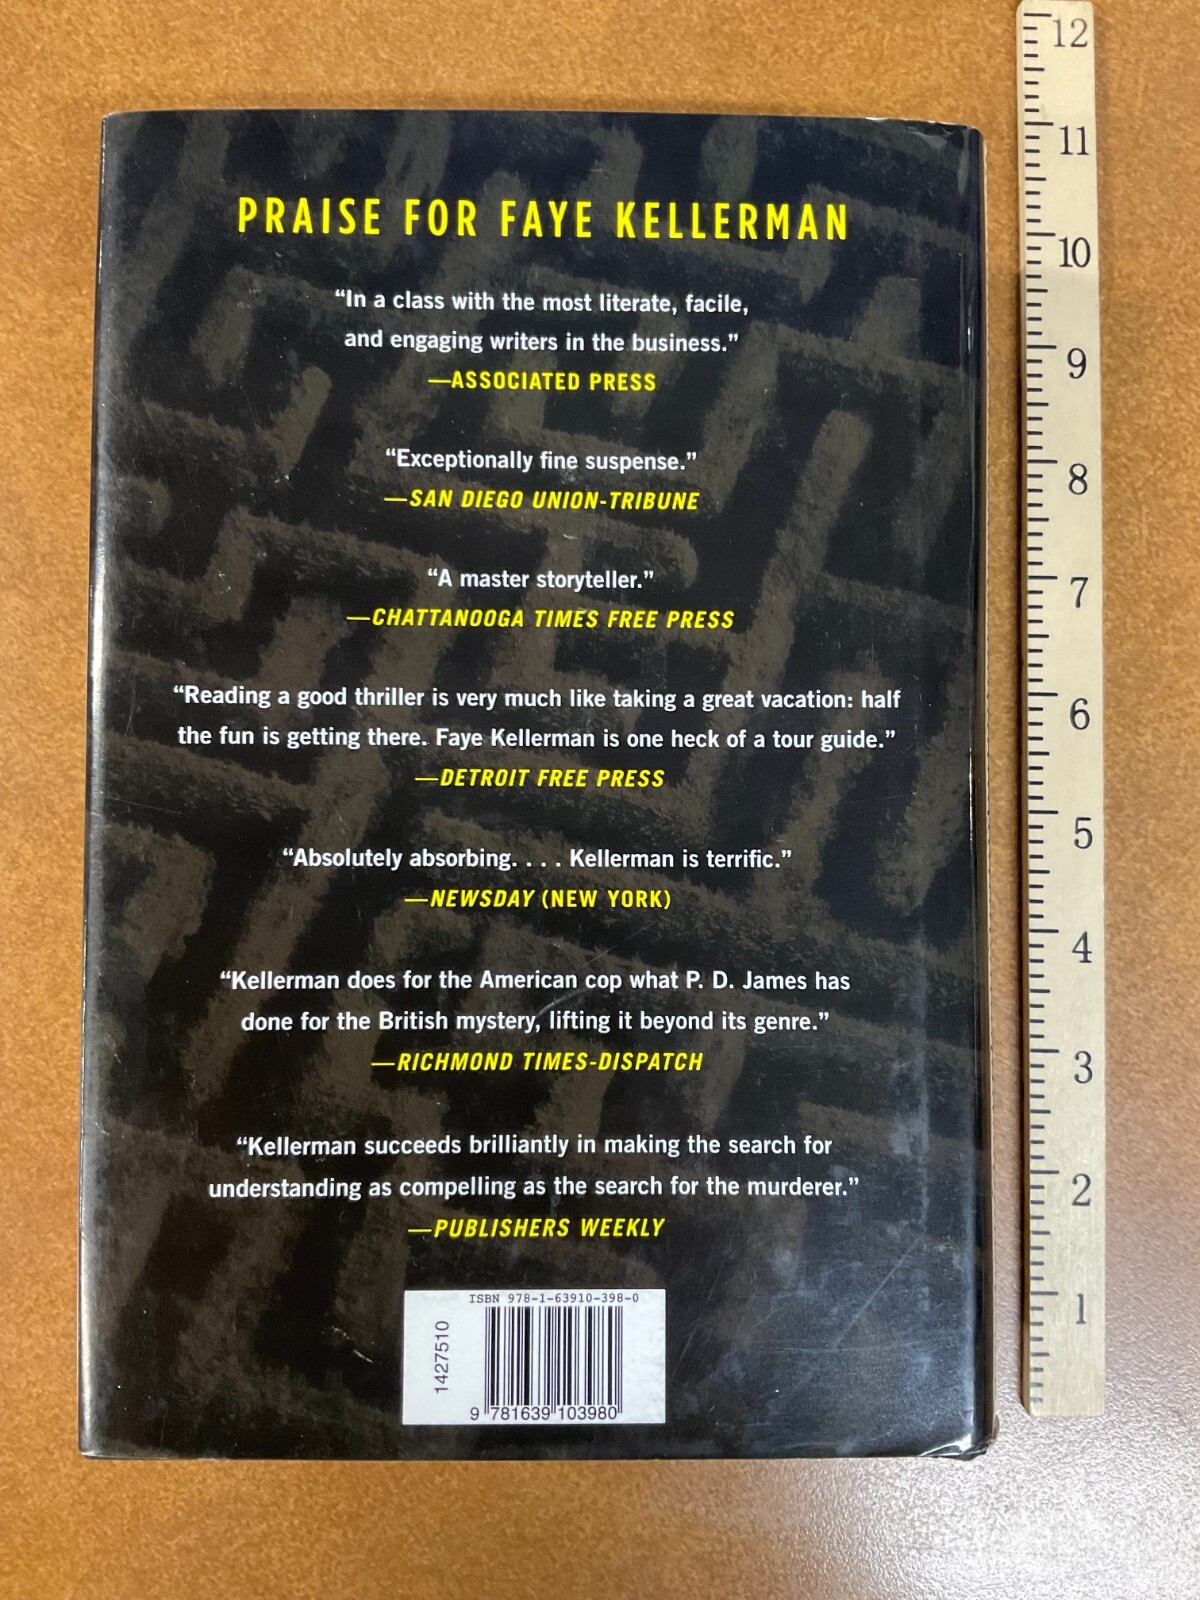 PRAISE FOR FAYE KELLERMAN
“In a class with the most literate, facile,
and engaging writers in the business.”
—ASSOCIATED PRESS
“Exceptionally fine suspense.”
—SAN DIEGO UNION-TRIBUNE
“A master storyteller.”
—CHATTANOOGA TIMES FREE PRESS
“Reading a good thriller is very much like taking a great vacation: half
the fun is getting there. Faye Kellerman is one heck of a tour guide.”
—DETROIT FREE PRESS
“Absolutely absorbing. . . . Kellerman is terrific.”
—NEWSDAY (NEW YORK)
“Kellerman does for the American cop what P. D. James has
done for the British mystery, lifting it beyond its genre.”
—RICHMOND TIMES-DISPATCH
“Kellerman succeeds brilliantly in making the search for
understanding as compelling as the search for the murderer.”
—PUBLISHERS WEEKLY
ISBN 978-1-63910-398-0
1427510
9 781639 103980
12
11
10
9
8
7
6
5
4
3
2
1